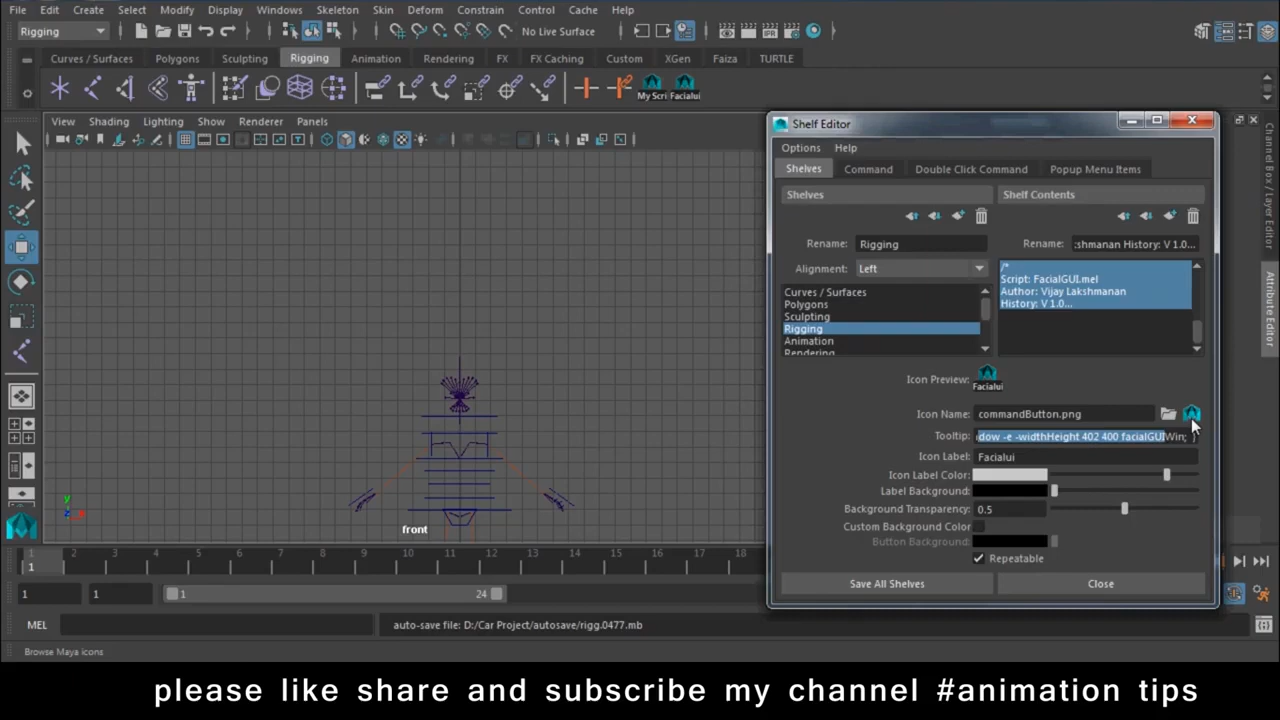 File Edit Create Select Modify Display Windows Skeleton Skin Deform Constrain Control Cache Help
Rigging No Live Surface
Curves / Surfaces Polygons Sculpting Rigging Animation Rendering FX FX Caching Custom XGen Faiza TURTLE
My Scri Facialui
View Shading Lighting Show Renderer Panels
Shelf Editor
Options Help
Shelves Command Double Click Command Popup Menu Items
Shelves Shelf Contents
Rename: Rigging Rename: :shmanan History: V 1.0...
Alignment: Left
Curves / Surfaces
Polygons
Sculpting
Rigging
Animation
Rendering
/*
Script: FacialGUI.mel
Author: Vijay Lakshmanan
History: V 1.0...
Icon Preview:
Facialui
Icon Name: commandButton.png
Tooltip: dow -e -widthHeight 402 400 facialGUIWin; }
Icon Label: Facialui
Icon Label Color:
Label Background:
Background Transparency: 0.5
Custom Background Color
Button Background:
Repeatable
Save All Shelves Close
Channel Box / Layer Editor
Attribute Editor
y
front
1 2 3 4 5 6 7 8 9 10 11 12 13 14 15 16 17 18
1
1 1 1 24
MEL auto-save file: D:/Car Project/autosave/rigg.0477.mb
Browse Maya icons
please like share and subscribe my channel #animation tips